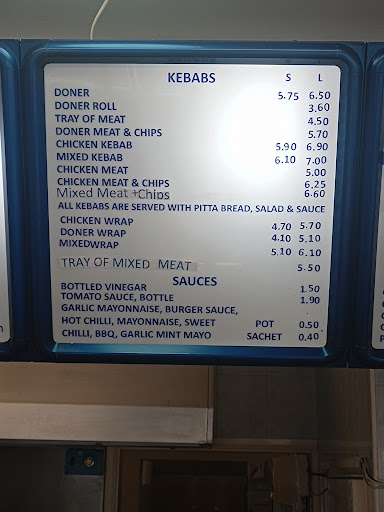 KEBABS S L
DONER 5.75 6.50
DONER ROLL 3.60
TRAY OF MEAT 4.50
DONER MEAT & CHIPS 5.70
CHICKEN KEBAB 5.90 6.90
MIXED KEBAB 6.10 7.00
CHICKEN MEAT 5.00
CHICKEN MEAT & CHIPS 6.25
Mixed Meat + Chips 6.60
ALL KEBABS ARE SERVED WITH PITTA BREAD, SALAD & SAUCE
CHICKEN WRAP 4.70 5.70
DONER WRAP 4.10 5.10
MIXEDWRAP 5.10 6.10
TRAY OF MIXED MEAT 5.50
SAUCES
BOTTLED VINEGAR 1.50
TOMATO SAUCE, BOTTLE 1.90
GARLIC MAYONNAISE, BURGER SAUCE,
HOT CHILLI, MAYONNAISE, SWEET POT 0.50
CHILLI, BBQ, GARLIC MINT MAYO SACHET 0.40